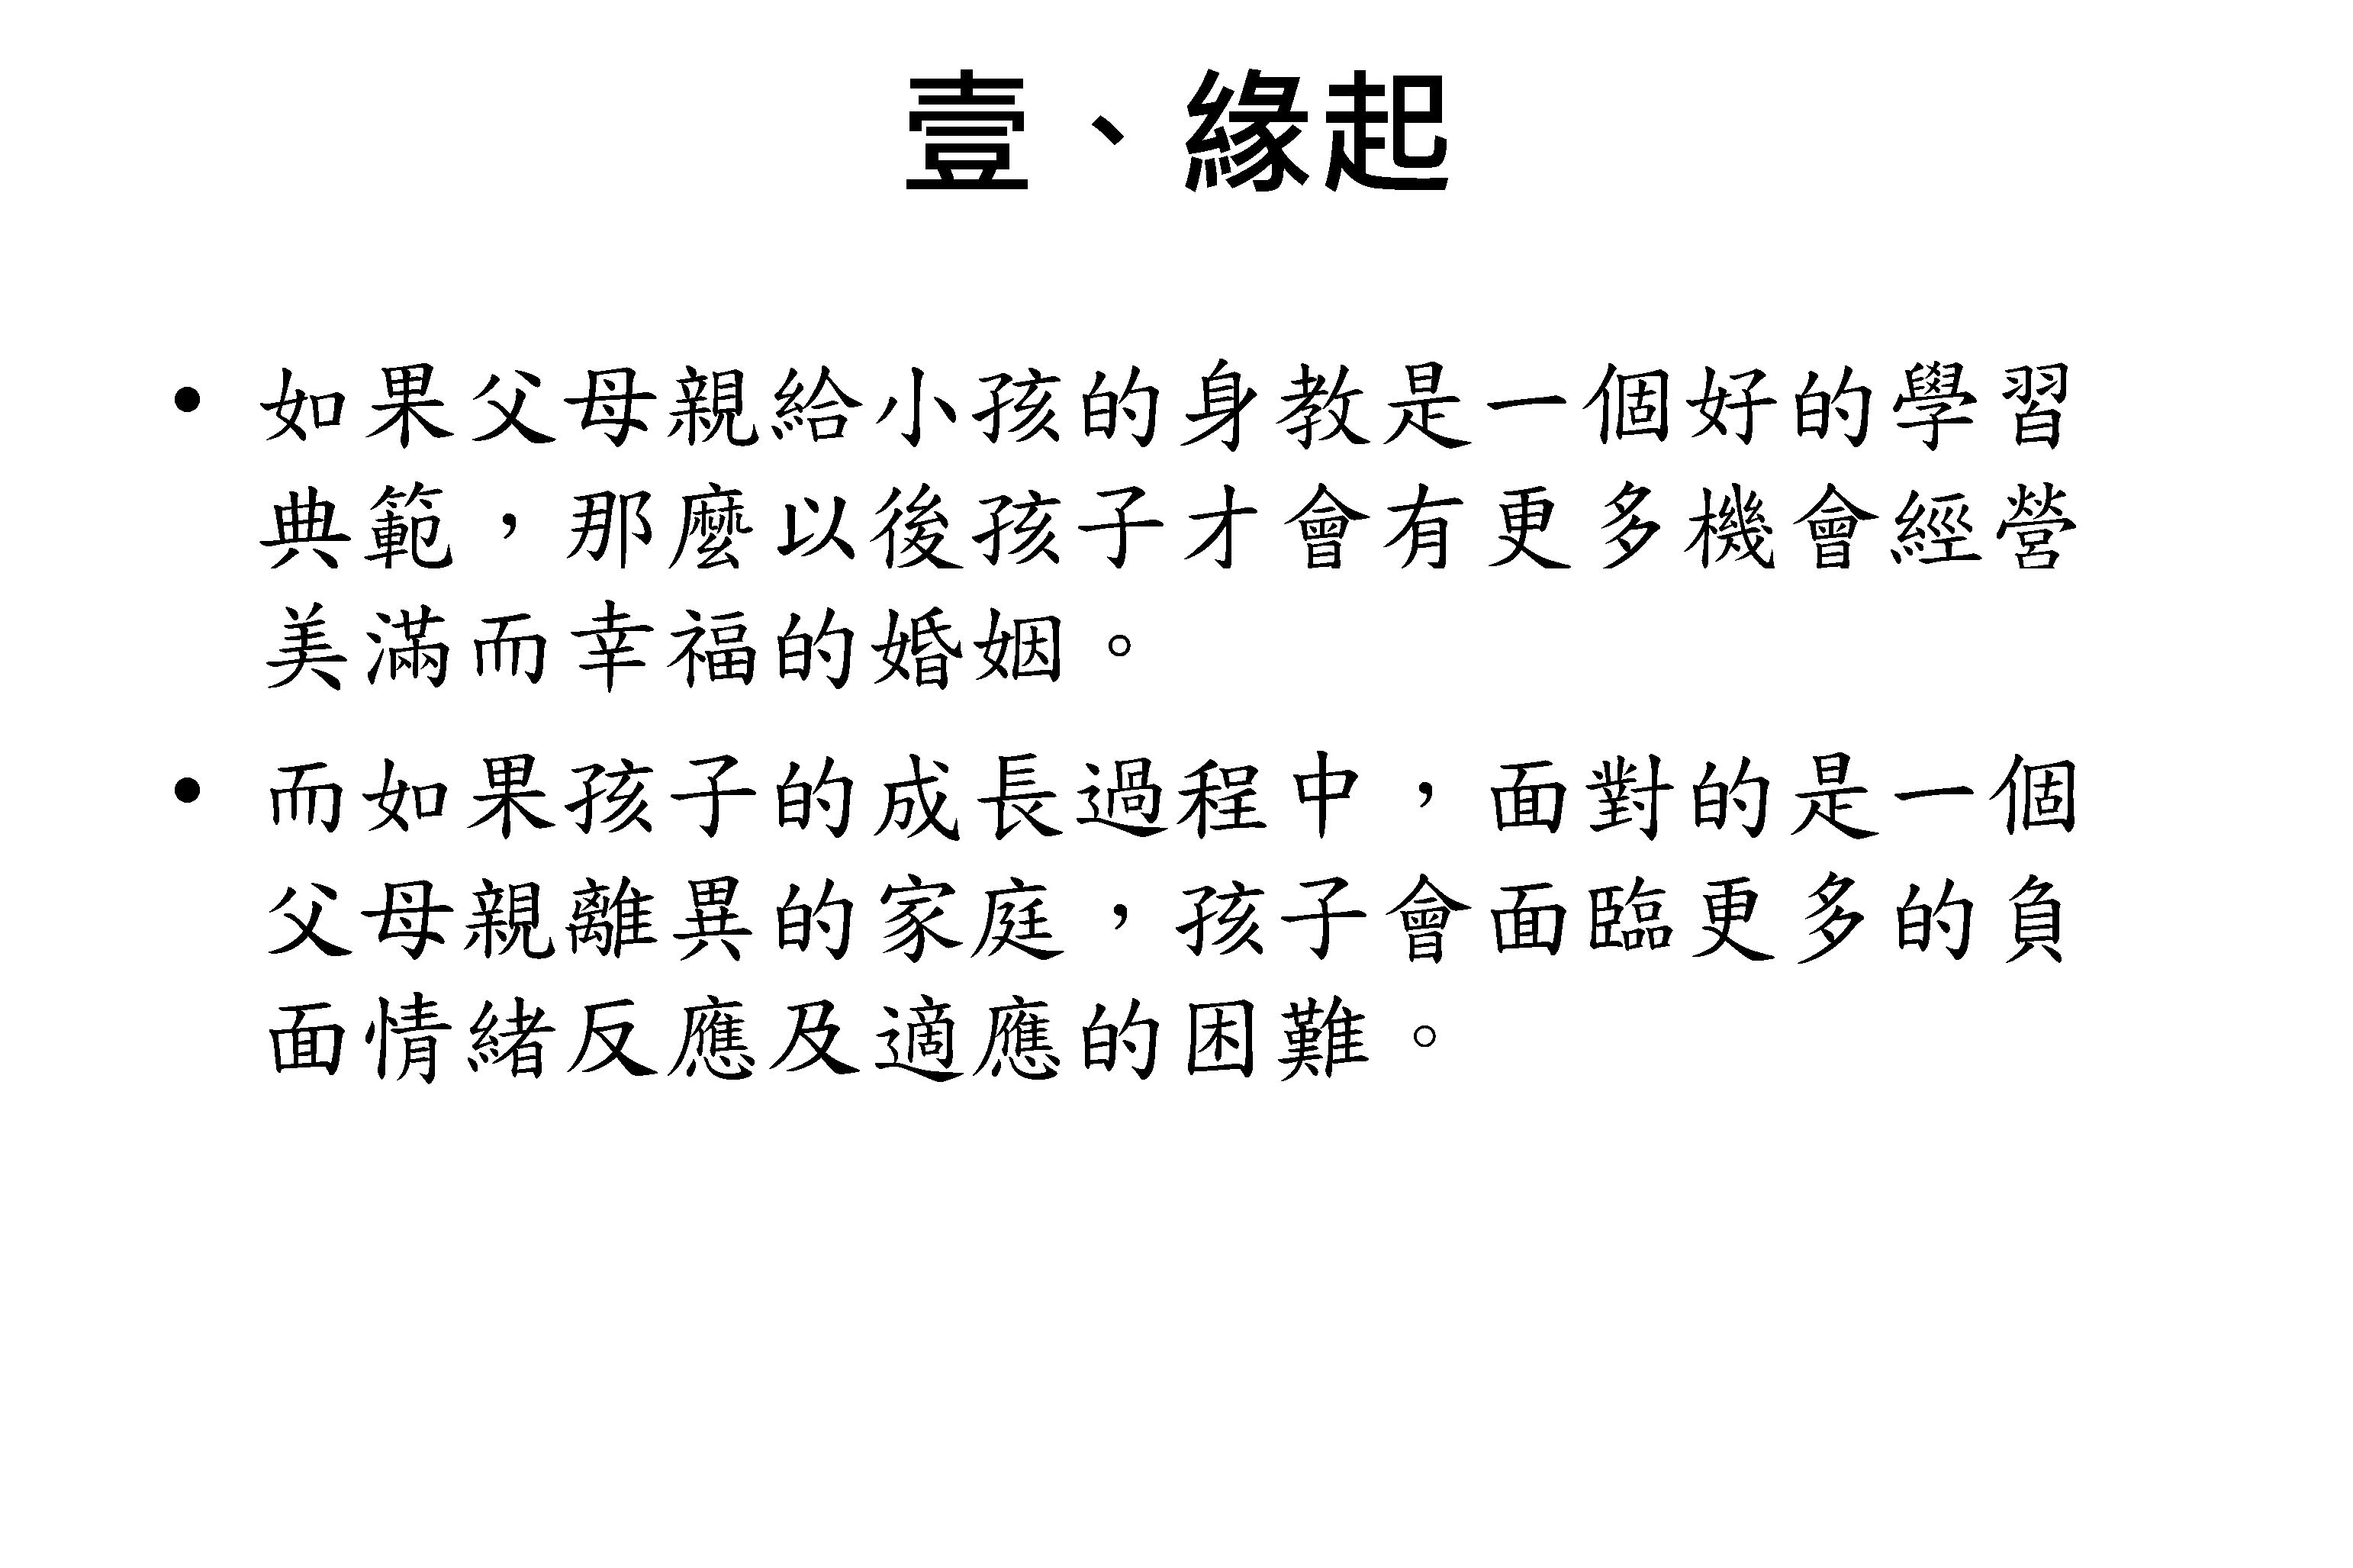 壹、緣起
• 如果父母親給小孩的身教是一個好的學習
典範，那麼以後孩子才會有更多機會經營
美滿而幸福的婚姻。
• 而如果孩子的成長過程中，面對的是一個
父母親離異的家庭，孩子會面臨更多的負
面情緒反應及適應的困難。